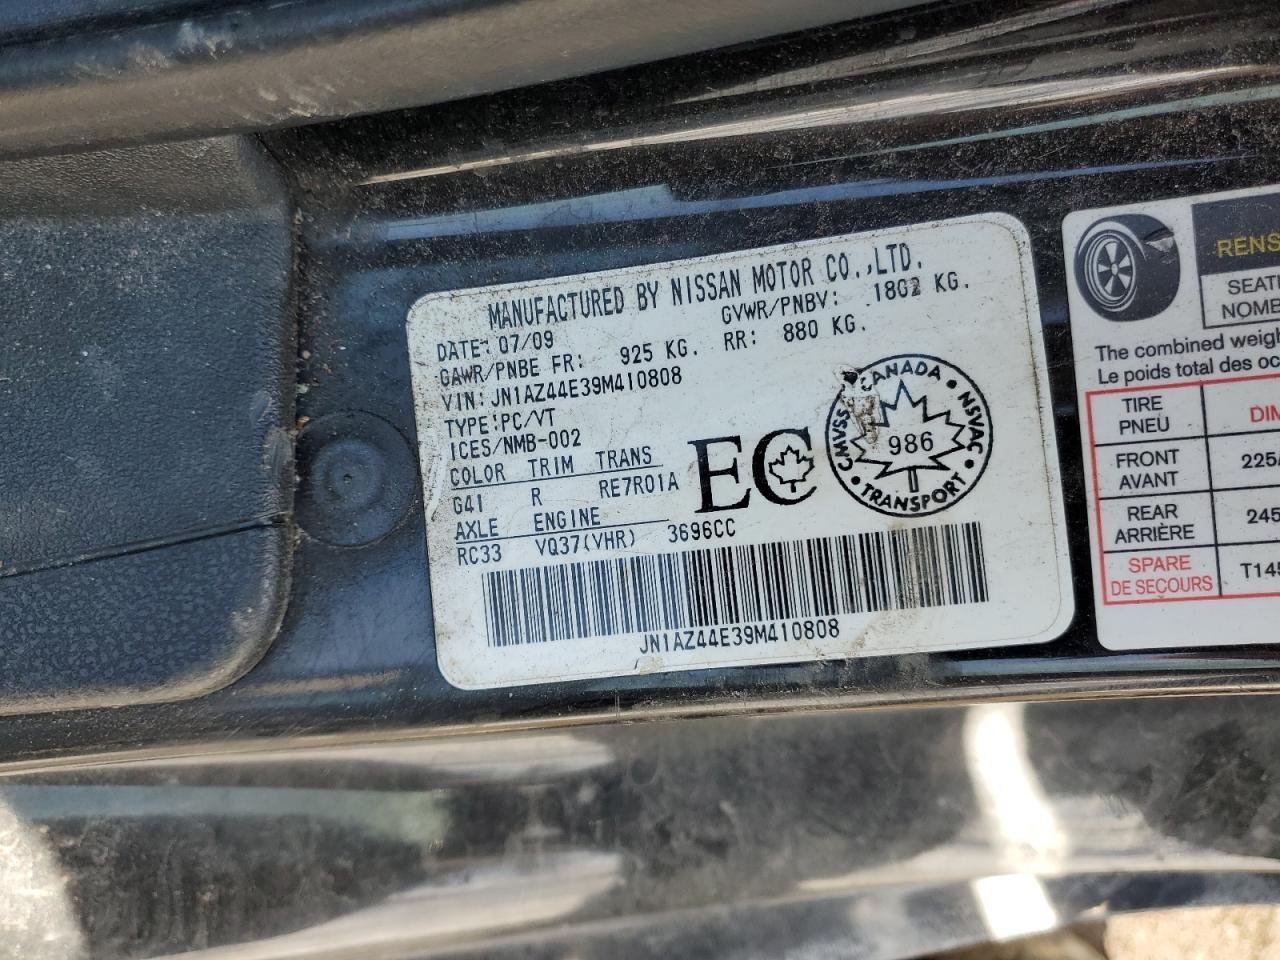 MANUFACTURED BY NISSAN MOTOR CO.,LTD.
DATE: 07/09 GVWR/PNBV: 1802 KG.
GAWR/PNBE FR: 925 KG. RR: 880 KG.
VIN: JN1AZ44E39M410808
TYPE:PC/VT
ICES/NMB-002
COLOR TRIM TRANS
G41 R RE7R01A
AXLE ENGINE
RC33 VQ37(VHR) 3696CC
EC
CANADA • NSVAC • TRANSPORT • CMVSS
986
JN1AZ44E39M410808
RENS
SEATI
NOMB
The combined weigh
Le poids total des oc
TIRE
PNEU
DIM
FRONT
AVANT
225/
REAR
ARRIÈRE
245
SPARE
DE SECOURS
T145